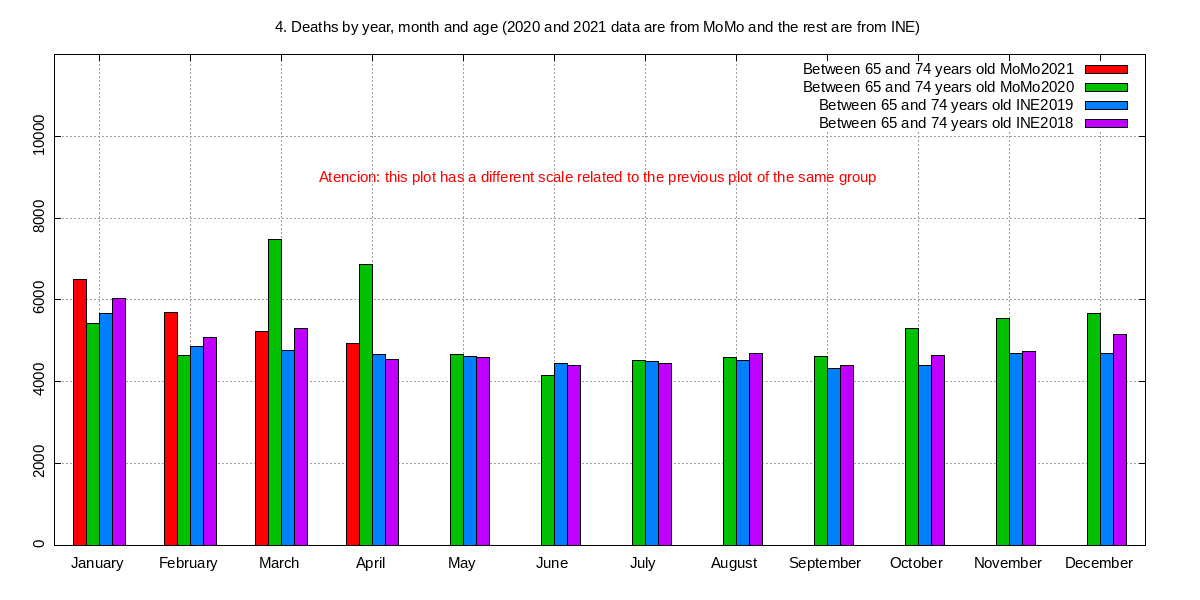 4. Deaths by year, month and age (2020 and 2021 data are from MoMo and the rest are from INE)
Between 65 and 74 years old MoMo2021
Between 65 and 74 years old MoMo2020
Between 65 and 74 years old INE2019
Between 65 and 74 years old INE2018
Atencion: this plot has a different scale related to the previous plot of the same group
10000
8000
6000
4000
2000
0
January February March April May June July August September October November December